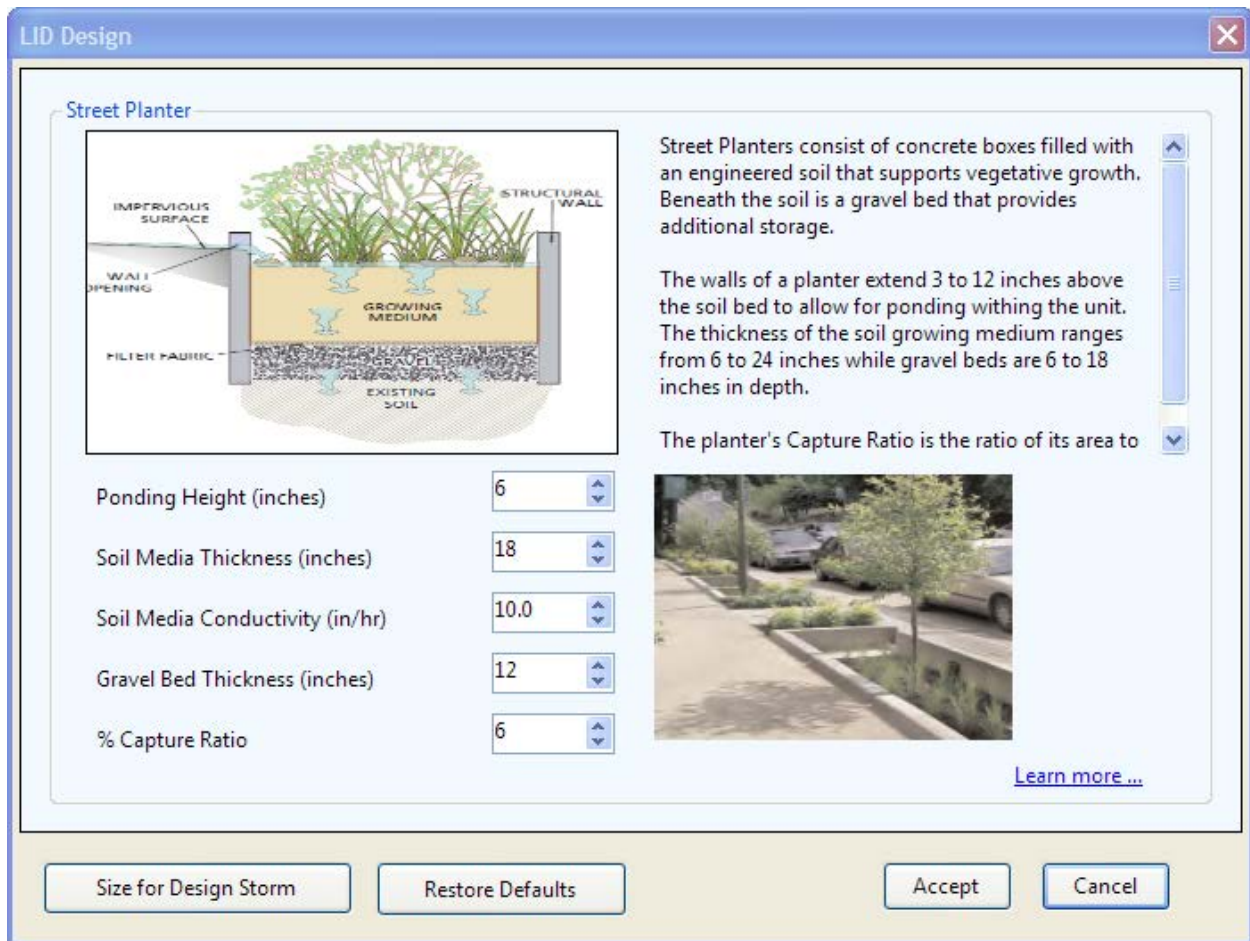 LID Design
Street Planter
IMPERVIOUS
SURFACE
STRUCTURAL
WALL
WALL
OPENING
GROWING
MEDIUM
FILTER FABRIC
GRAVEL
EXISTING
SOIL
Street Planters consist of concrete boxes filled with
an engineered soil that supports vegetative growth.
Beneath the soil is a gravel bed that provides
additional storage.
The walls of a planter extend 3 to 12 inches above
the soil bed to allow for ponding withing the unit.
The thickness of the soil growing medium ranges
from 6 to 24 inches while gravel beds are 6 to 18
inches in depth.
The planter's Capture Ratio is the ratio of its area to
Ponding Height (inches) 6
Soil Media Thickness (inches) 18
Soil Media Conductivity (in/hr) 10.0
Gravel Bed Thickness (inches) 12
% Capture Ratio 6
Learn more ...
Size for Design Storm Restore Defaults Accept Cancel